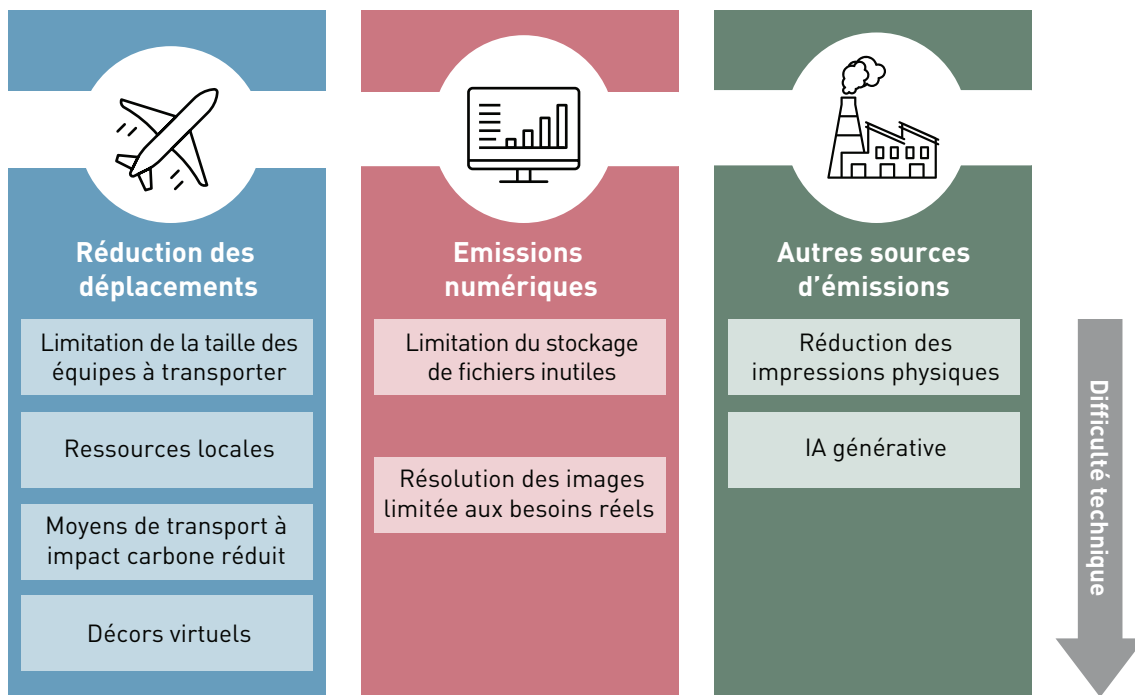 Réduction des
déplacements
Limitation de la taille des
équipes à transporter
Ressources locales
Moyens de transport à
impact carbone réduit
Décors virtuels
Emissions
numériques
Limitation du stockage
de fichiers inutiles
Résolution des images
limitée aux besoins réels
Autres sources
d'émissions
Réduction des
impressions physiques
IA générative
Difficulté technique